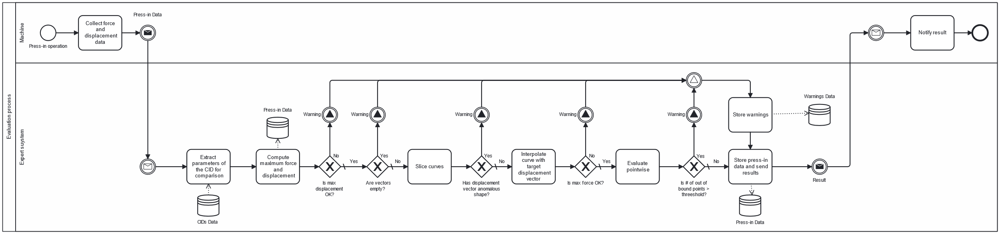 Evaluation process
Machine
Press-in operation
Collect force
and
displacement
data
Press-in Data
Notify result
Expert suystem
Extract
parameters of
the CID for
comparison
CIDs Data
Press-in Data
Compute
maximum force
and
displacement
Warning
No
Yes
Is max
displacement
OK?
Warning
Yes
No
Are vectors
empty?
Slice curves
Warning
Yes
No
Has displacement
vector anomalous
shape?
Interpolate
curve with
target
displacement
vector
Warning
No
Yes
Is max force OK?
Evaluate
pointwise
Warning
Yes
No
Is # of out of
bound points >
threeshold?
Store warnings
Warnings Data
Store press-in
data and send
results
Press-in Data
Result